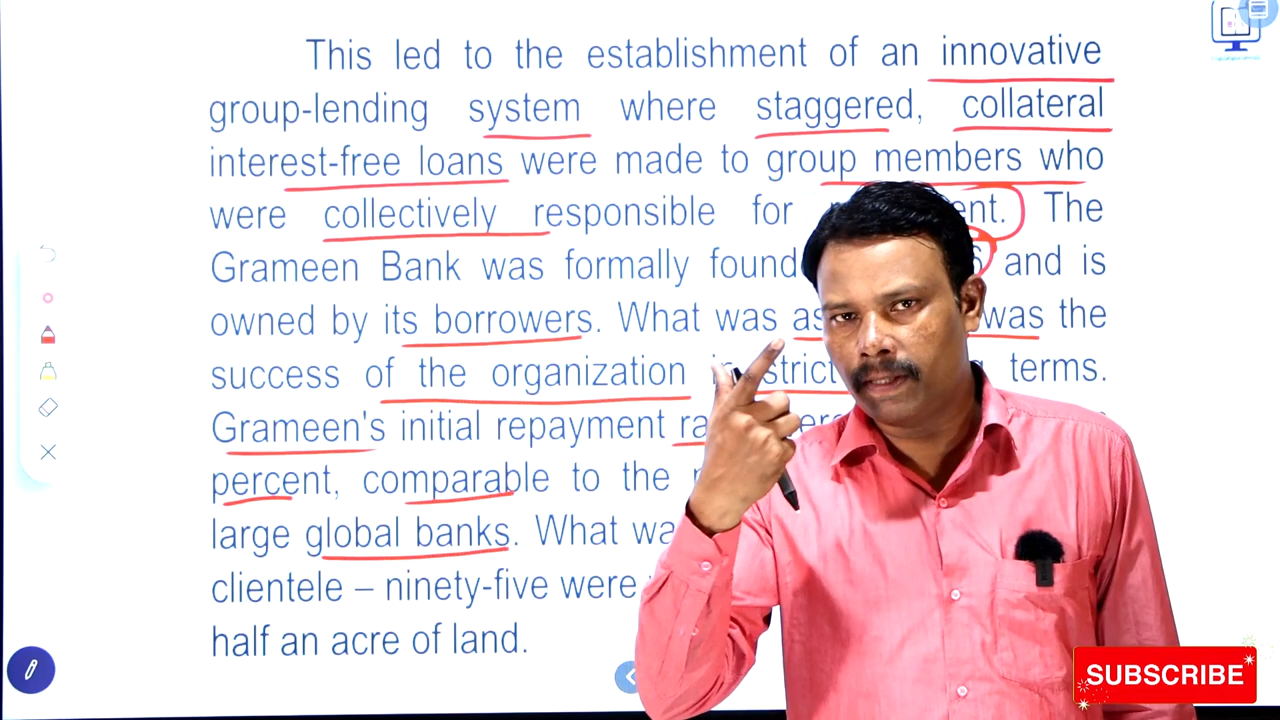 This led to the establishment of an innovative
group-lending system where staggered, collateral
interest-free loans were made to group members who
were collectively responsible for The
Grameen Bank was formally and is
owned by its borrowers. What was was the
success of the organization strict terms.
Grameen's initial repayment
percent, comparable to the
large global banks. What
clientele – ninety-five were
half an acre of land.
SUBSCRIBE